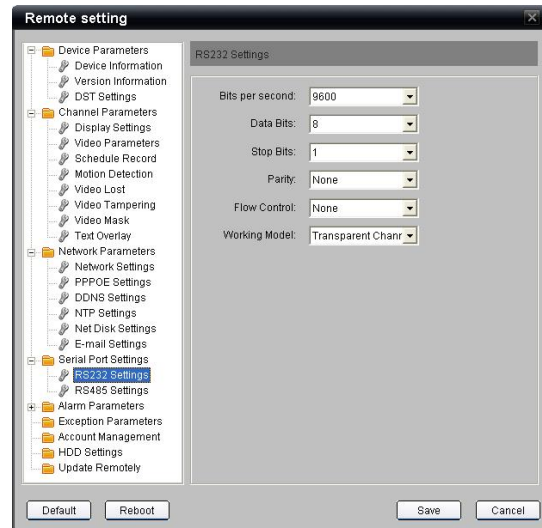 Remote setting
Device Parameters
Device Information
Version Information
DST Settings
Channel Parameters
Display Settings
Video Parameters
Schedule Record
Motion Detection
Video Lost
Video Tampering
Video Mask
Text Overlay
Network Parameters
Network Settings
PPPOE Settings
DDNS Settings
NTP Settings
Net Disk Settings
E-mail Settings
Serial Port Settings
RS232 Settings
RS485 Settings
Alarm Parameters
Exception Parameters
Account Management
HDD Settings
Update Remotely
RS232 Settings
Bits per second: 9600
Data Bits: 8
Stop Bits: 1
Parity: None
Flow Control: None
Working Model: Transparent Chanr
Default Reboot Save Cancel